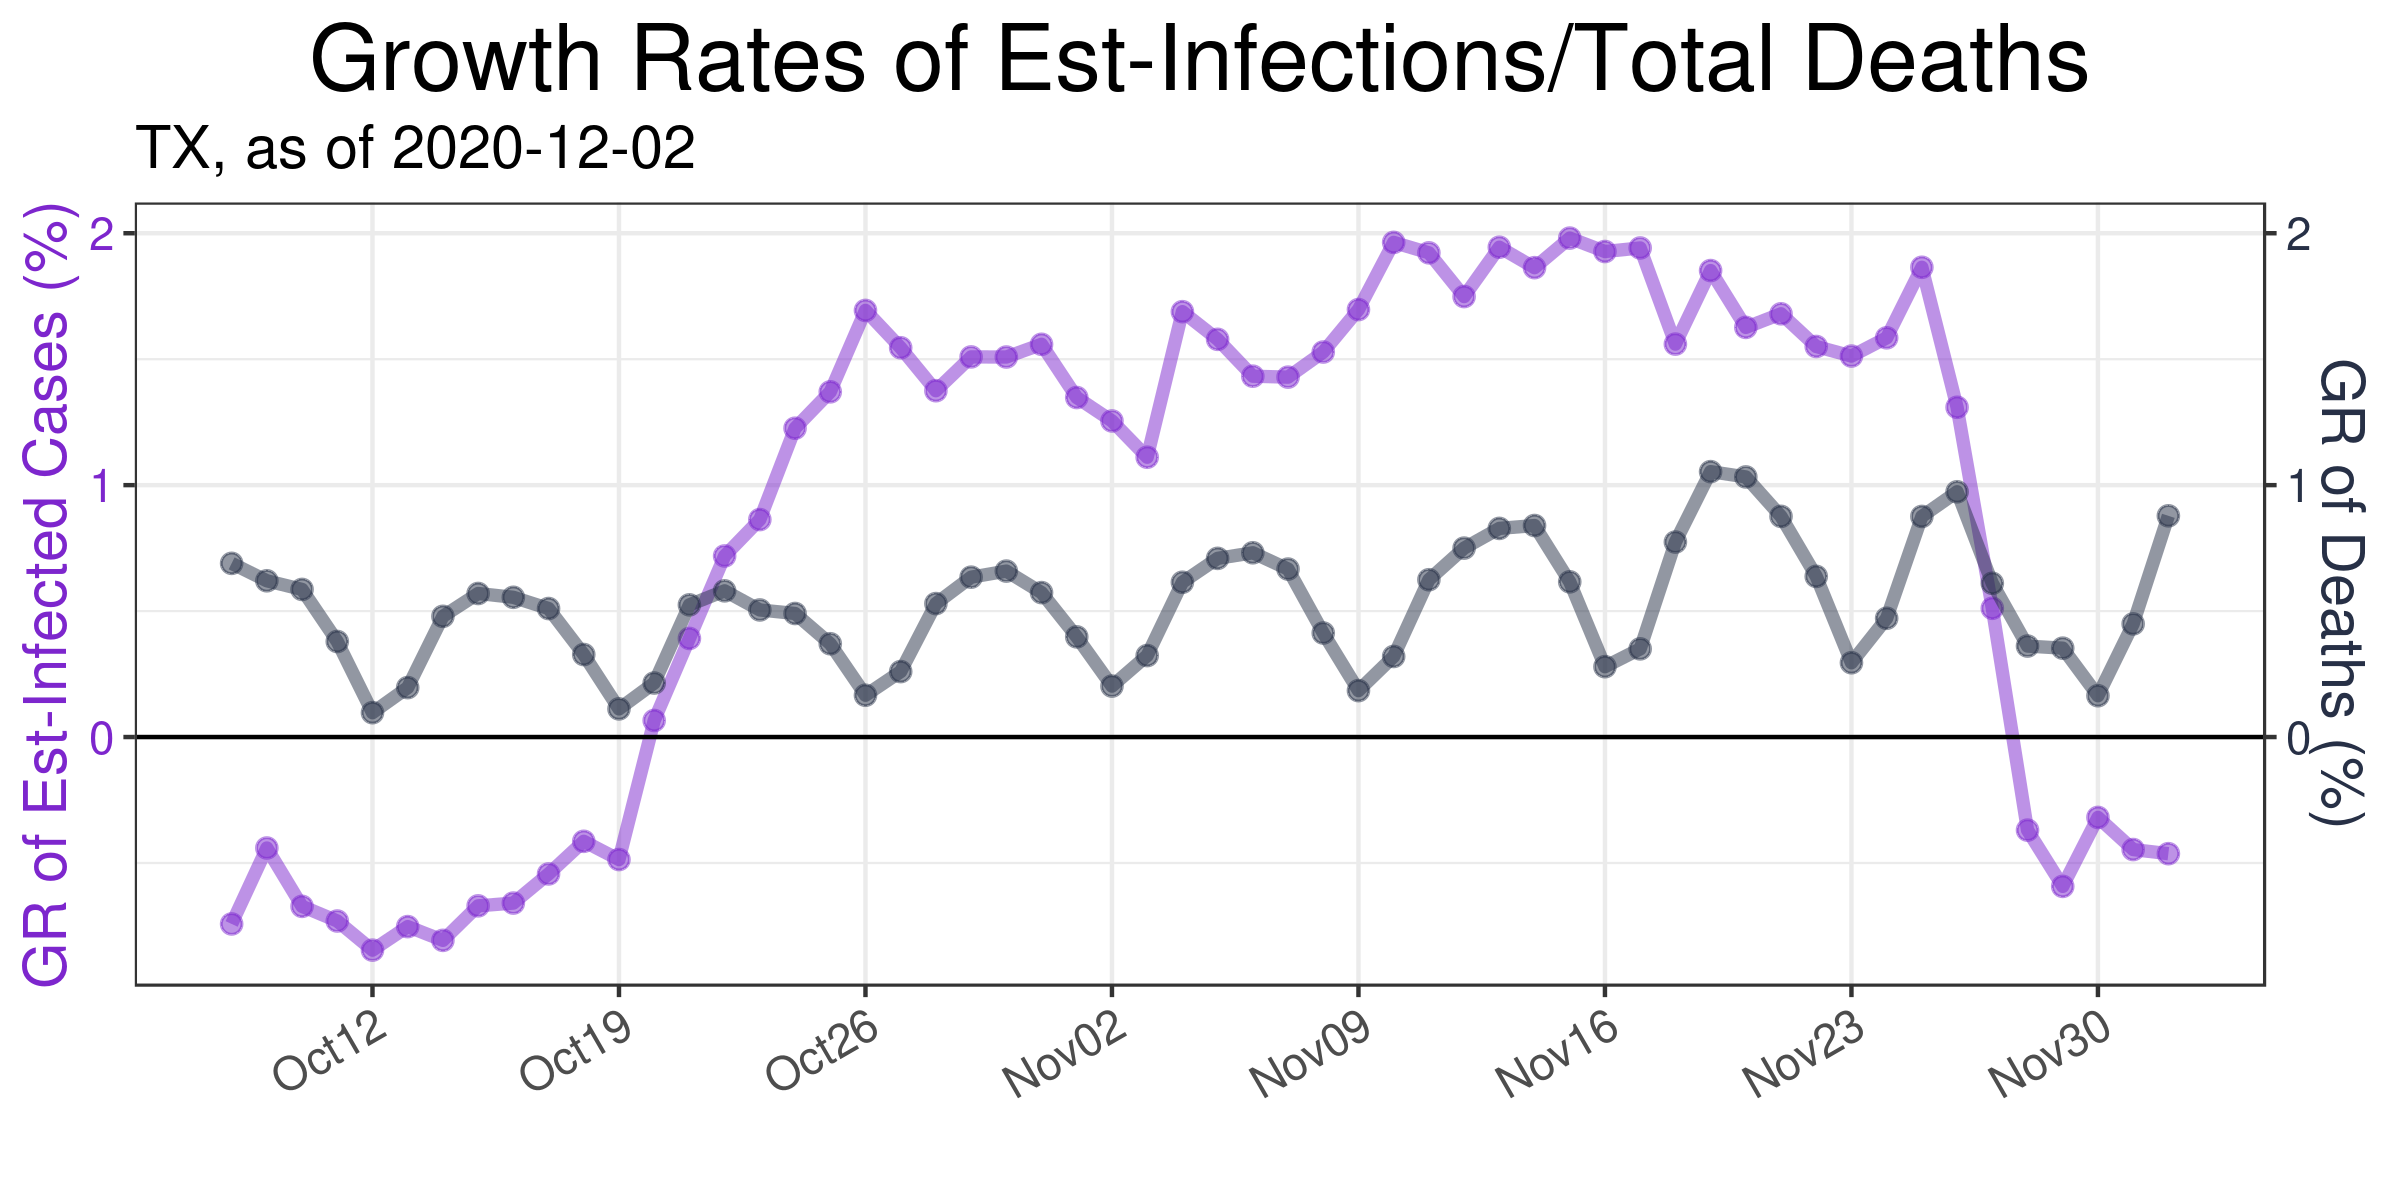 Growth Rates of Est-Infections/Total Deaths
TX, as of 2020-12-02
GR of Est-Infected Cases (%)
2
1
0
2
1
0
GR of Deaths (%)
Oct12
Oct19
Oct26
Nov02
Nov09
Nov16
Nov23
Nov30